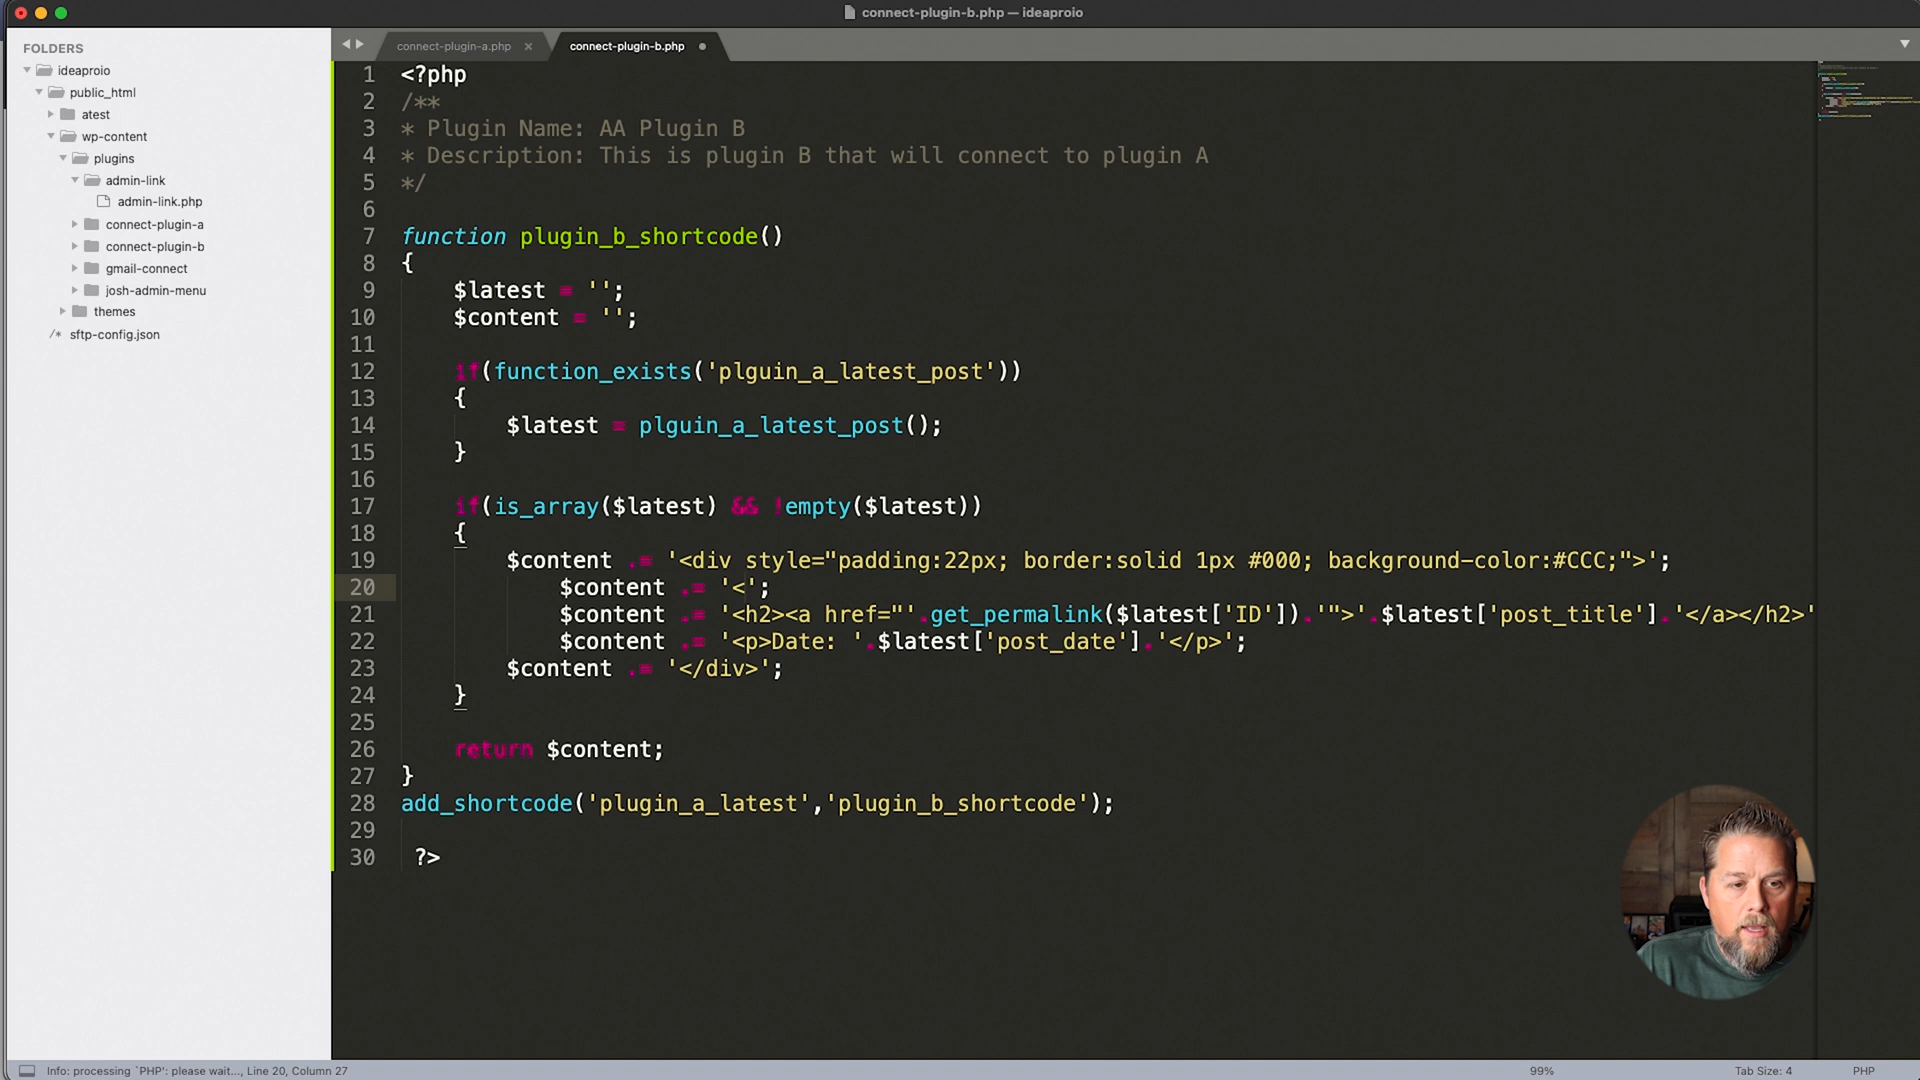 connect-plugin-b.php — ideaproio
FOLDERS
ideaproio
public_html
atest
wp-content
plugins
admin-link
admin-link.php
connect-plugin-a
connect-plugin-b
gmail-connect
josh-admin-menu
themes
/* sftp-config.json
connect-plugin-a.php ×
connect-plugin-b.php
1 <?php
2 /**
3 * Plugin Name: AA Plugin B
4 * Description: This is plugin B that will connect to plugin A
5 */
6
7 function plugin_b_shortcode()
8 {
9 $latest = '';
10 $content = '';
11
12 if(function_exists('plguin_a_latest_post'))
13 {
14 $latest = plguin_a_latest_post();
15 }
16
17 if(is_array($latest) && !empty($latest))
18 {
19 $content .= '<div style="padding:22px; border:solid 1px #000; background-color:#CCC;">';
20 $content .= '<';
21 $content .= '<h2><a href="'.get_permalink($latest['ID']).'">'.$latest['post_title'].'</a></h2>'
22 $content .= '<p>Date: '.$latest['post_date'].'</p>';
23 $content .= '</div>';
24 }
25
26 return $content;
27 }
28 add_shortcode('plugin_a_latest','plugin_b_shortcode');
29
30 ?>
Info: processing `PHP': please wait..., Line 20, Column 27
99%
Tab Size: 4
PHP